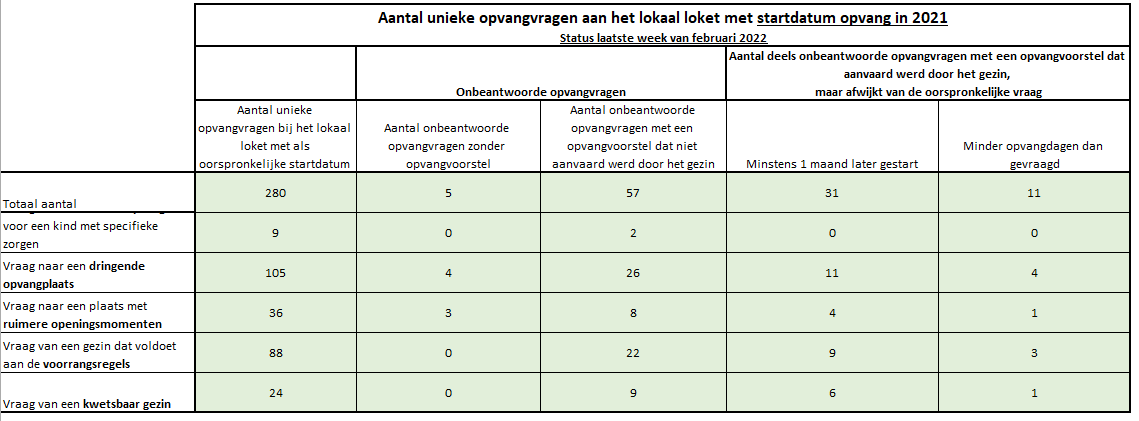 Aantal unieke opvangvragen aan het lokaal loket met startdatum opvang in 2021
Status laatste week van februari 2022
Onbeantwoorde opvangvragen
Aantal deels onbeantwoorde opvangvragen met een opvangvoorstel dat
aanvaard werd door het gezin,
maar afwijkt van de oorspronkelijke vraag
Aantal unieke
opvangvragen bij het lokaal
loket met als
oorspronkelijke startdatum
Aantal onbeantwoorde
opvangvragen zonder
opvangvoorstel
Aantal onbeantwoorde
opvangvragen met een
opvangvoorstel dat niet
aanvaard werd door het gezin
Minstens 1 maand later gestart
Minder opvangdagen dan
gevraagd
Totaal aantal 280 5 57 31 11
voor een kind met specifieke
zorgen 9 0 2 0 0
Vraag naar een dringende
opvangplaats 105 4 26 11 4
Vraag naar een plaats met
ruimere openingsmomenten 36 3 8 4 1
Vraag van een gezin dat voldoet
aan de voorrangsregels 88 0 22 9 3
Vraag van een kwetsbaar gezin 24 0 9 6 1